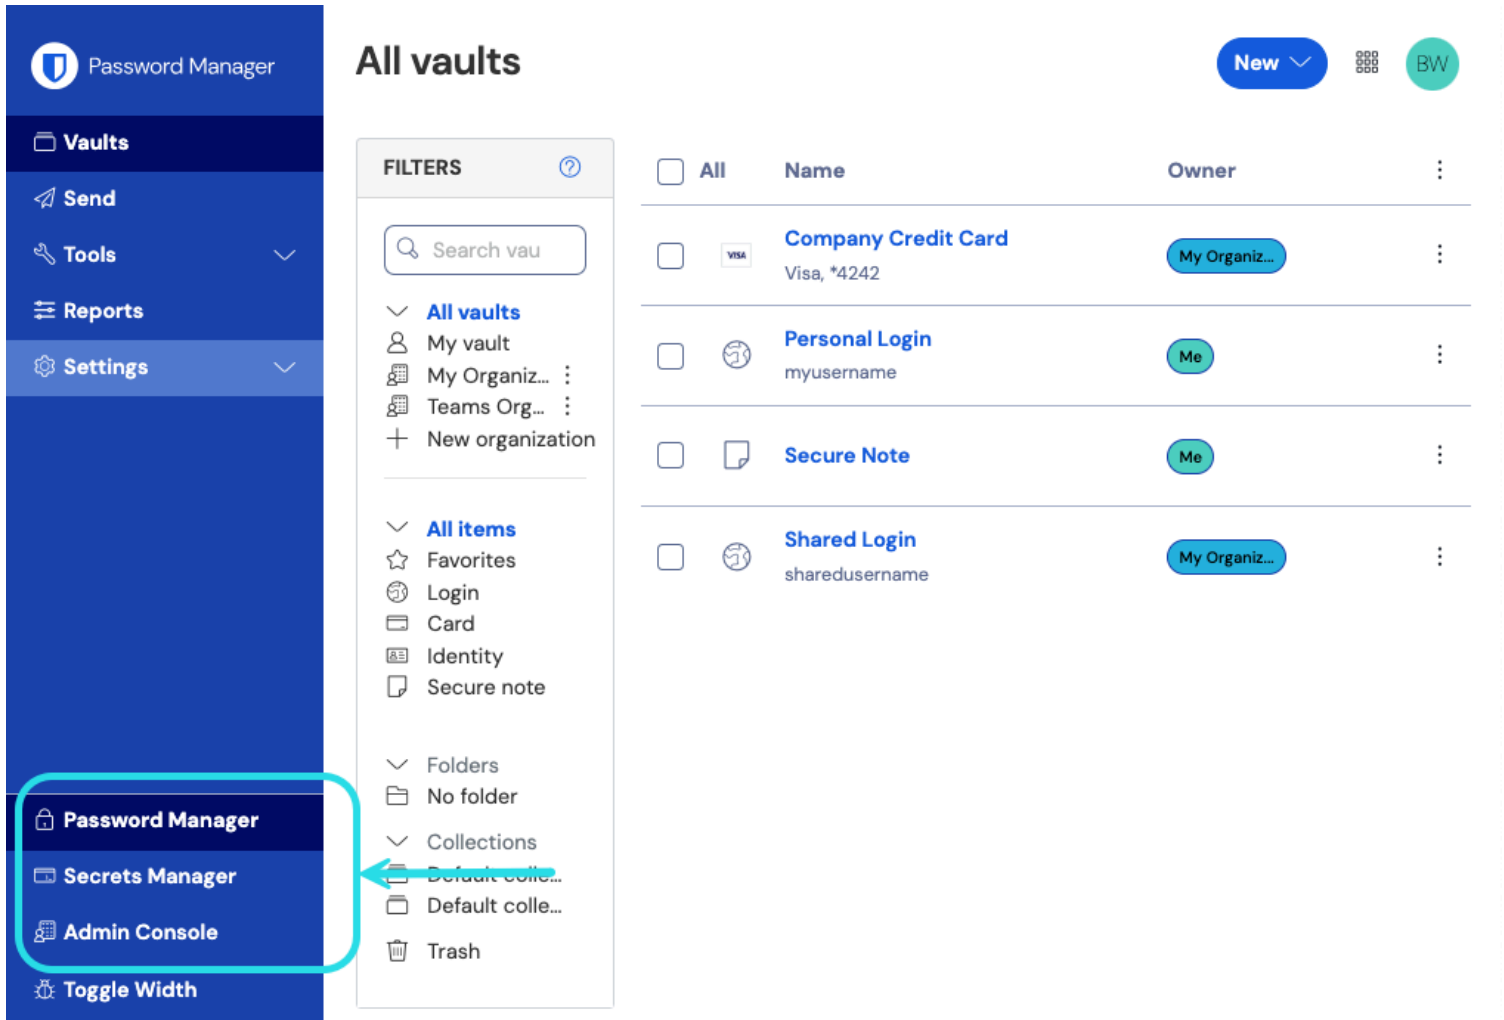 Password Manager
Vaults
Send
Tools
Reports
Settings
Password Manager
Secrets Manager
Admin Console
Toggle Width
All vaults
New
BW
FILTERS
Search vau
All vaults
My vault
My Organiz...
Teams Org...
New organization
All items
Favorites
Login
Card
Identity
Secure note
Folders
No folder
Collections
Default colle...
Default colle...
Trash
All Name Owner
VISA
Company Credit Card
Visa, *4242
My Organiz...
Personal Login
myusername
Me
Secure Note
Me
Shared Login
sharedusername
My Organiz...